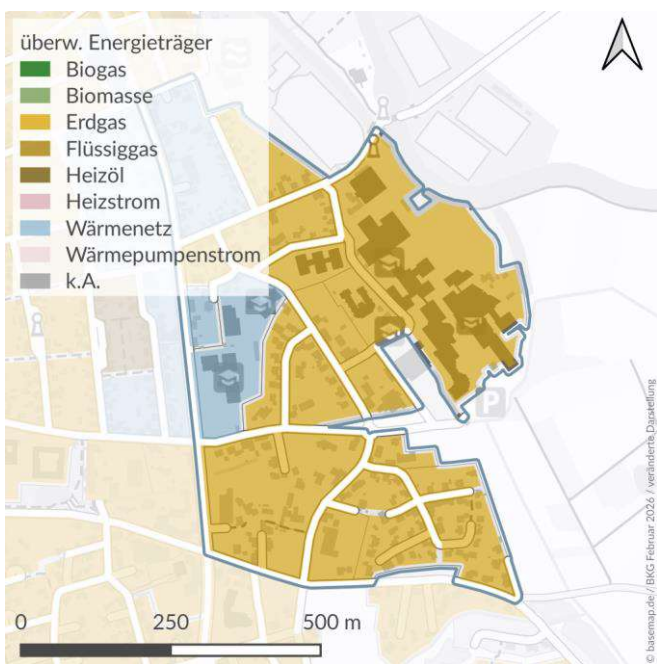 überw. Energieträger
Biogas
Biomasse
Erdgas
Flüssiggas
Heizöl
Heizstrom
Wärmenetz
Wärmepumpenstrom
k.A.
P
0 250 500 m
© basemap.de / BKG Februar 2026 / veränderte Darstellung